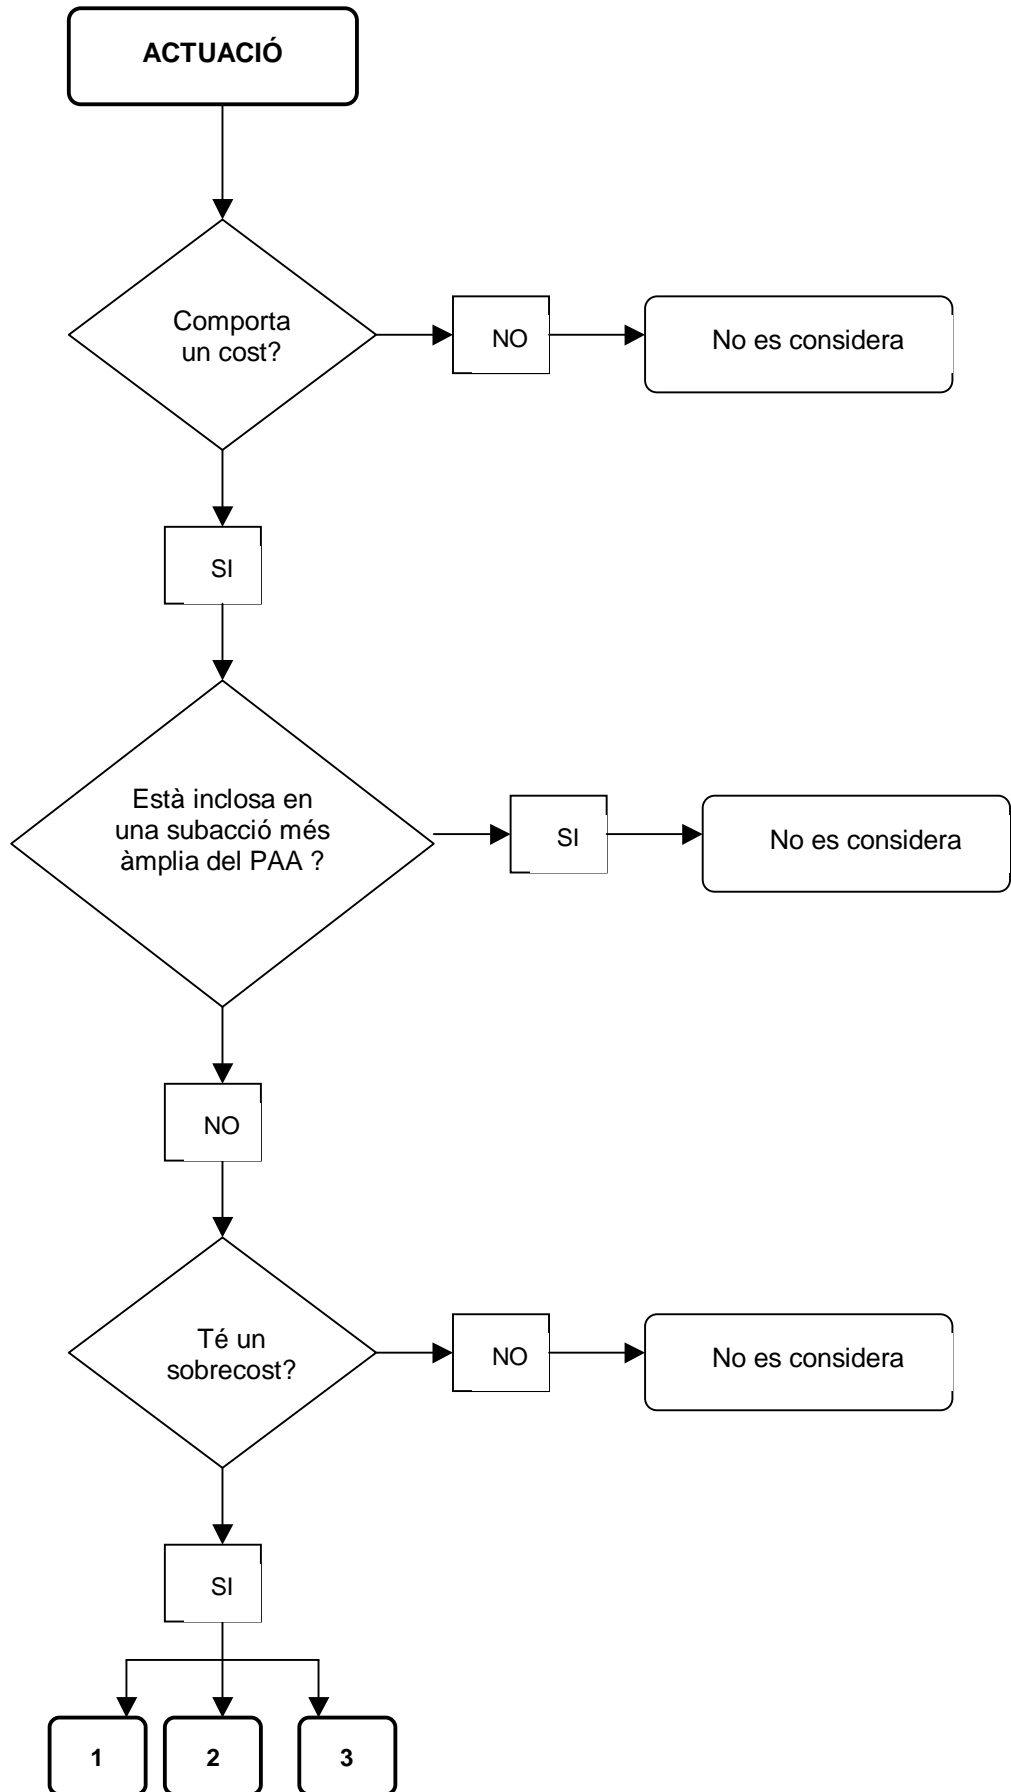 ACTUACIÓ
Comporta
un cost?
NO
No es considera
SI
Està inclosa en
una subacció més
àmplia del PAA ?
SI
No es considera
NO
Té un
sobrecost?
NO
No es considera
SI
1
2
3